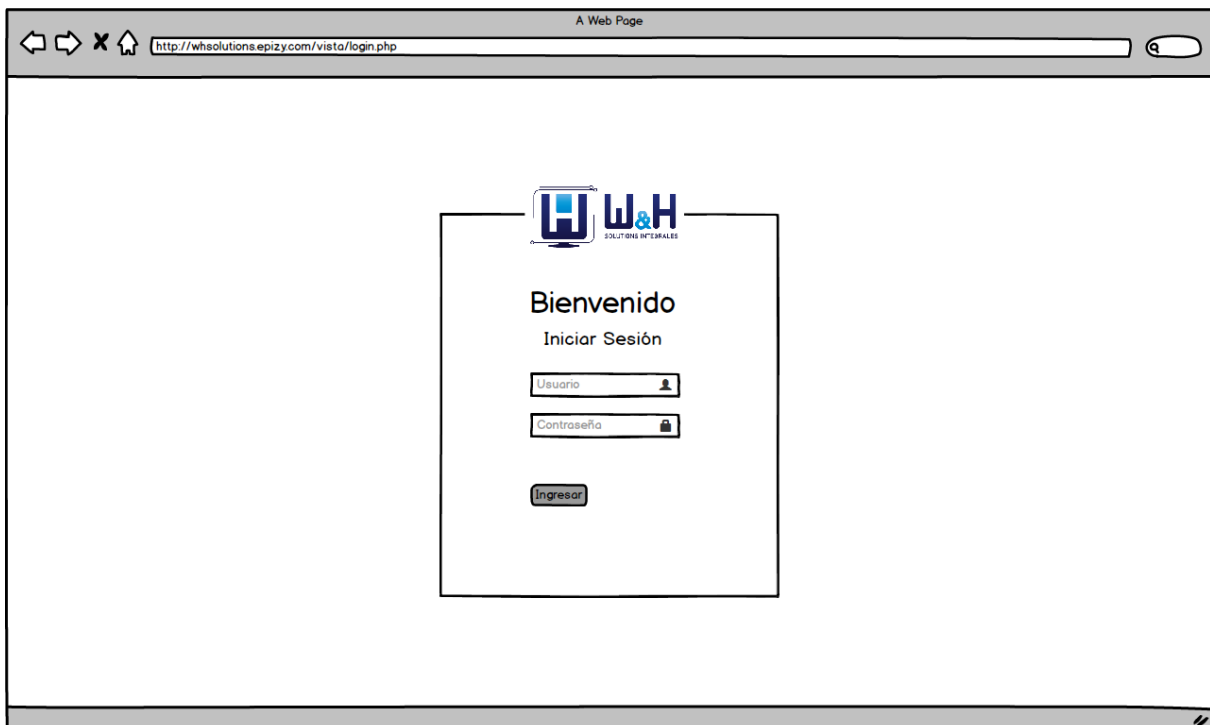 A Web Page
http://whsolutions.epizy.com/vista/login.php
W&H
SOLUTIONS INTEGRALES
Bienvenido
Iniciar Sesión
Usuario
Contraseña
Ingresar